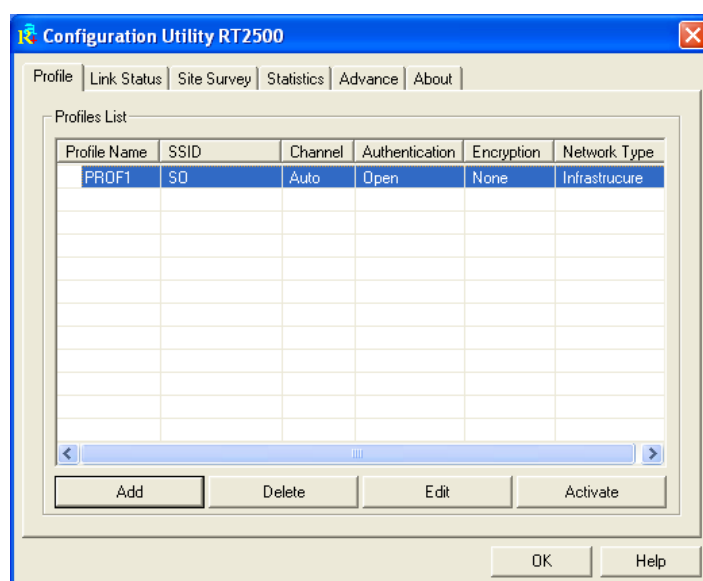 Configuration Utility RT2500
Profile Link Status Site Survey Statistics Advance About
Profiles List
Profile Name SSID Channel Authentication Encryption Network Type
PROF1 SO Auto Open None Infrastrucure
Add Delete Edit Activate
OK Help